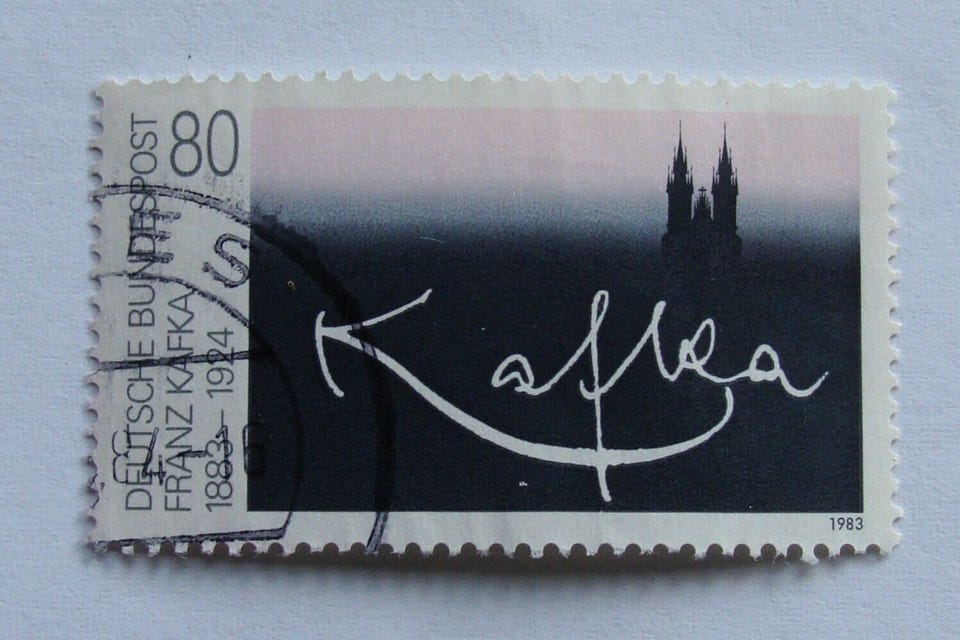 80
DEUTSCHE BUNDESPOST
FRANZ KAFKA
1883–1924
Kafka
1983